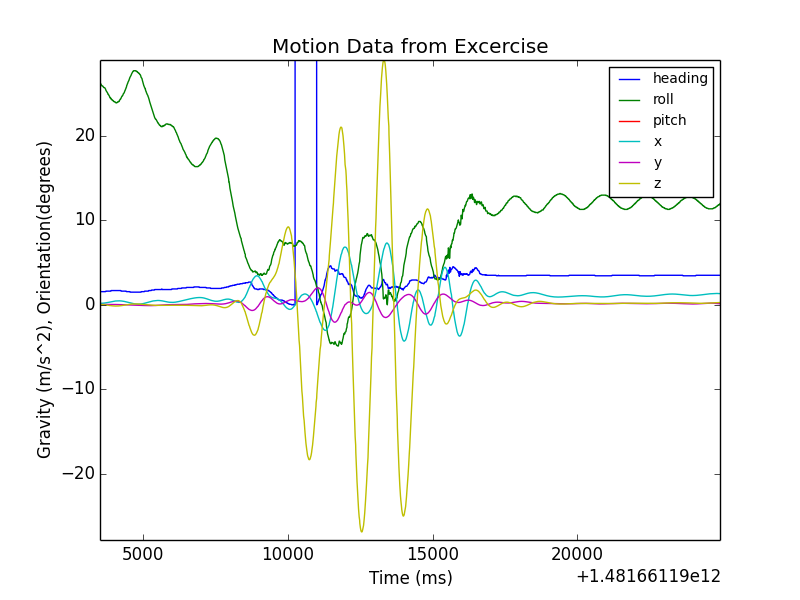 Motion Data from Excercise
heading
roll
pitch
x
y
z
20
10
0
−10
−20
Gravity (m/s^2), Orientation(degrees)
5000 10000 15000 20000
Time (ms)
+1.48166119e12